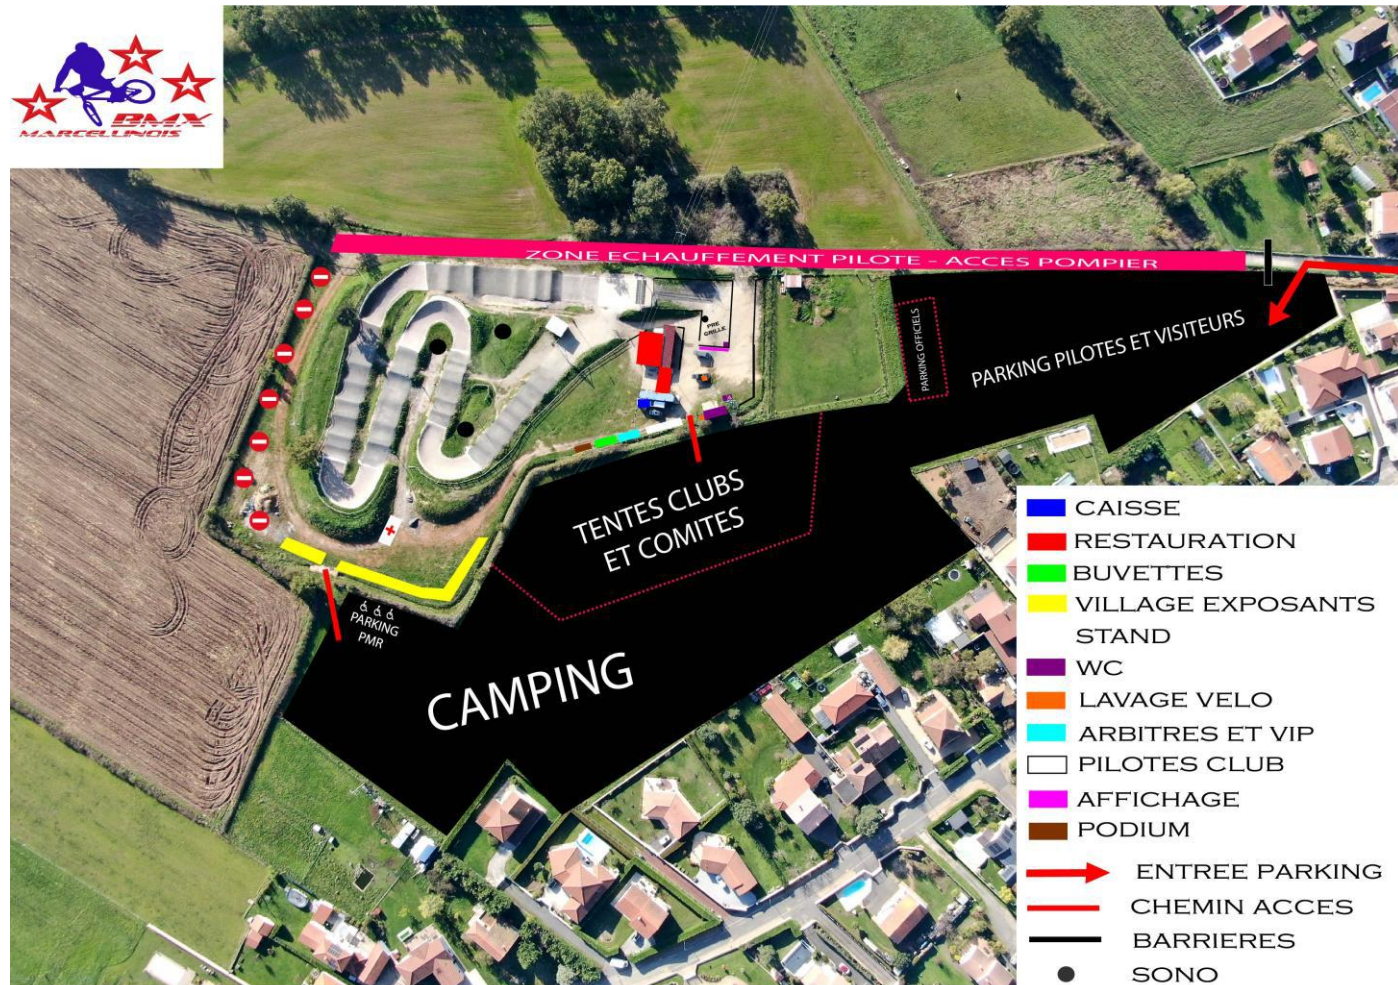 BMX
MARCELLINOIS
ZONE ECHAUFFEMENT PILOTE - ACCES POMPIER
PRE
GRILLE
PARKING OFFICIELS
PARKING PILOTES ET VISITEURS
TENTES CLUBS
ET COMITES
PARKING
PMR
CAMPING
CAISSE
RESTAURATION
BUVETTES
VILLAGE EXPOSANTS
STAND
WC
LAVAGE VELO
ARBITRES ET VIP
PILOTES CLUB
AFFICHAGE
PODIUM
ENTREE PARKING
CHEMIN ACCES
BARRIERES
SONO